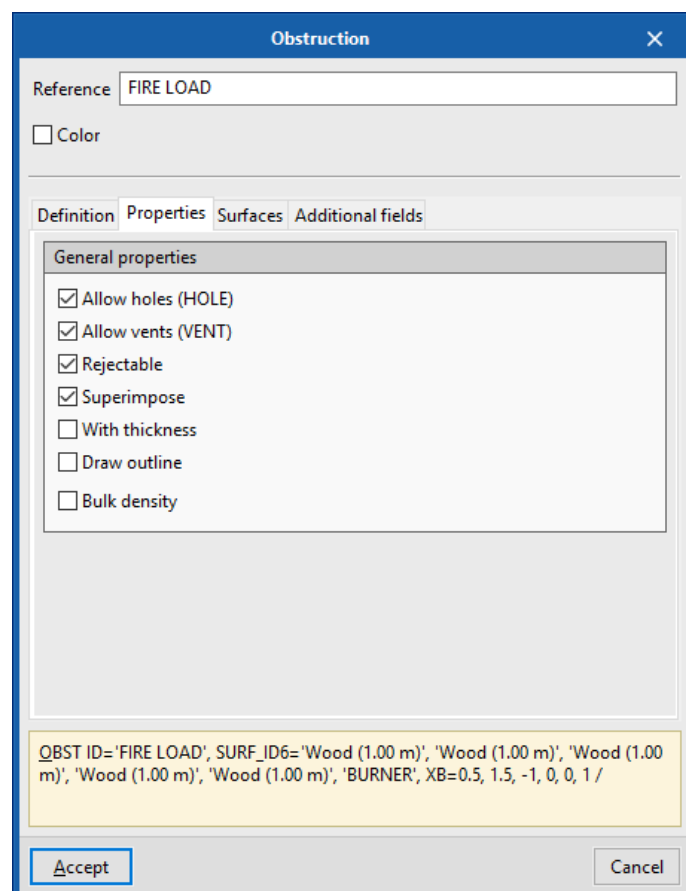 Obstruction
Reference FIRE LOAD
Color
Definition Properties Surfaces Additional fields
General properties
Allow holes (HOLE)
Allow vents (VENT)
Rejectable
Superimpose
With thickness
Draw outline
Bulk density
OBST ID='FIRE LOAD', SURF_ID6='Wood (1.00 m)', 'Wood (1.00 m)', 'Wood (1.00
m)', 'Wood (1.00 m)', 'Wood (1.00 m)', 'BURNER', XB=0.5, 1.5, -1, 0, 0, 1 /
Accept Cancel